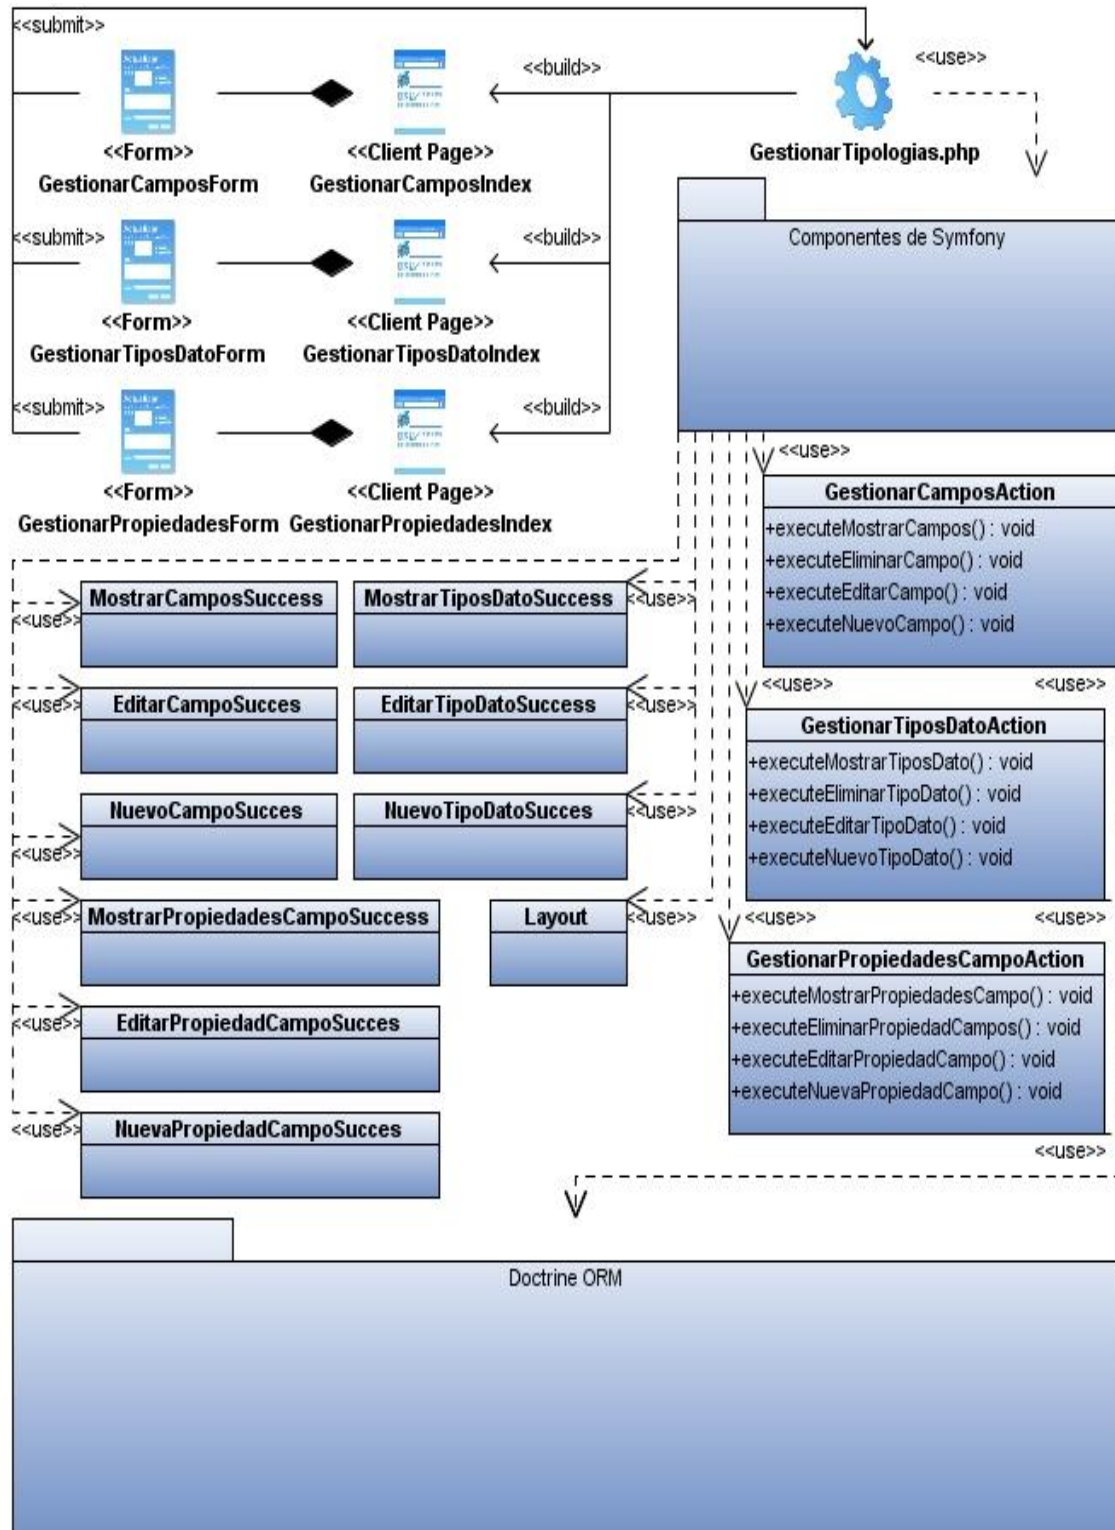 <<submit>>
<<build>>
<<use>>
<<Form>>
GestionarCamposForm
<<Client Page>>
GestionarCamposIndex
GestionarTipologias.php
<<submit>>
<<build>>
Componentes de Symfony
<<Form>>
GestionarTiposDatoForm
<<Client Page>>
GestionarTiposDatoIndex
<<submit>>
<<build>>
<<use>>
<<Form>>
GestionarPropiedadesForm
<<Client Page>>
GestionarPropiedadesIndex
GestionarCamposAction
+executeMostrarCampos() : void
+executeEliminarCampo() : void
+executeEditarCampo() : void
+executeNuevoCampo() : void
MostrarCamposSuccess
<<use>>
MostrarTiposDatoSuccess
<<use>>
<<use>>
<<use>>
EditarCampoSucces
<<use>>
EditarTipoDatoSuccess
<<use>>
GestionarTiposDatoAction
+executeMostrarTiposDato() : void
+executeEliminarTipoDato() : void
+executeEditarTipoDato() : void
+executeNuevoTipoDato() : void
NuevoCampoSucces
<<use>>
NuevoTipoDatoSucces
<<use>>
MostrarPropiedadesCampoSuccess
<<use>>
Layout
<<use>>
<<use>>
<<use>>
GestionarPropiedadesCampoAction
+executeMostrarPropiedadesCampo() : void
+executeEliminarPropiedadCampos() : void
+executeEditarPropiedadCampo() : void
+executeNuevaPropiedadCampo() : void
EditarPropiedadCampoSucces
<<use>>
NuevaPropiedadCampoSucces
<<use>>
<<use>>
Doctrine ORM